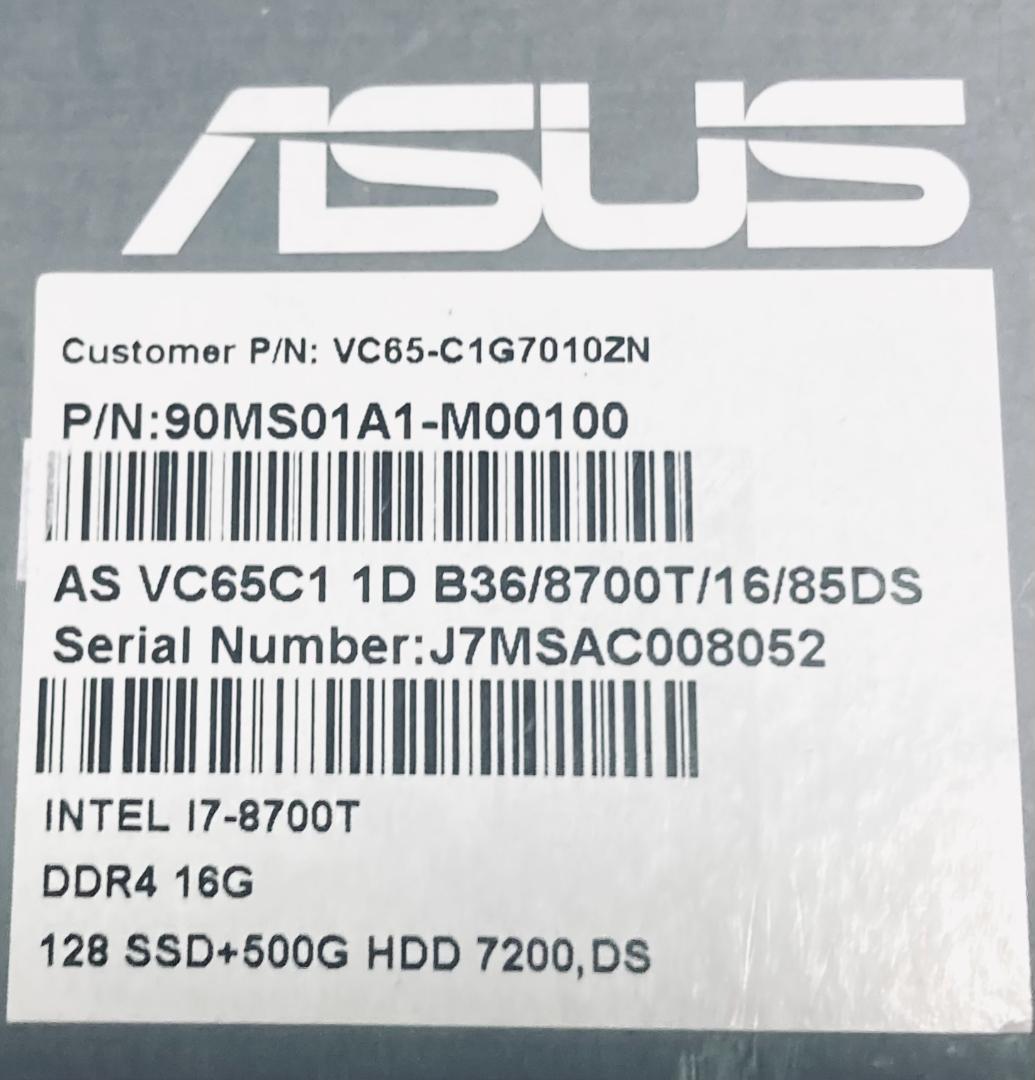 ASUS
Customer P/N: VC65-C1G7010ZN
P/N:90MS01A1-M00100
AS VC65C1 1D B36/8700T/16/85DS
Serial Number:J7MSAC008052
INTEL I7-8700T
DDR4 16G
128 SSD+500G HDD 7200,DS